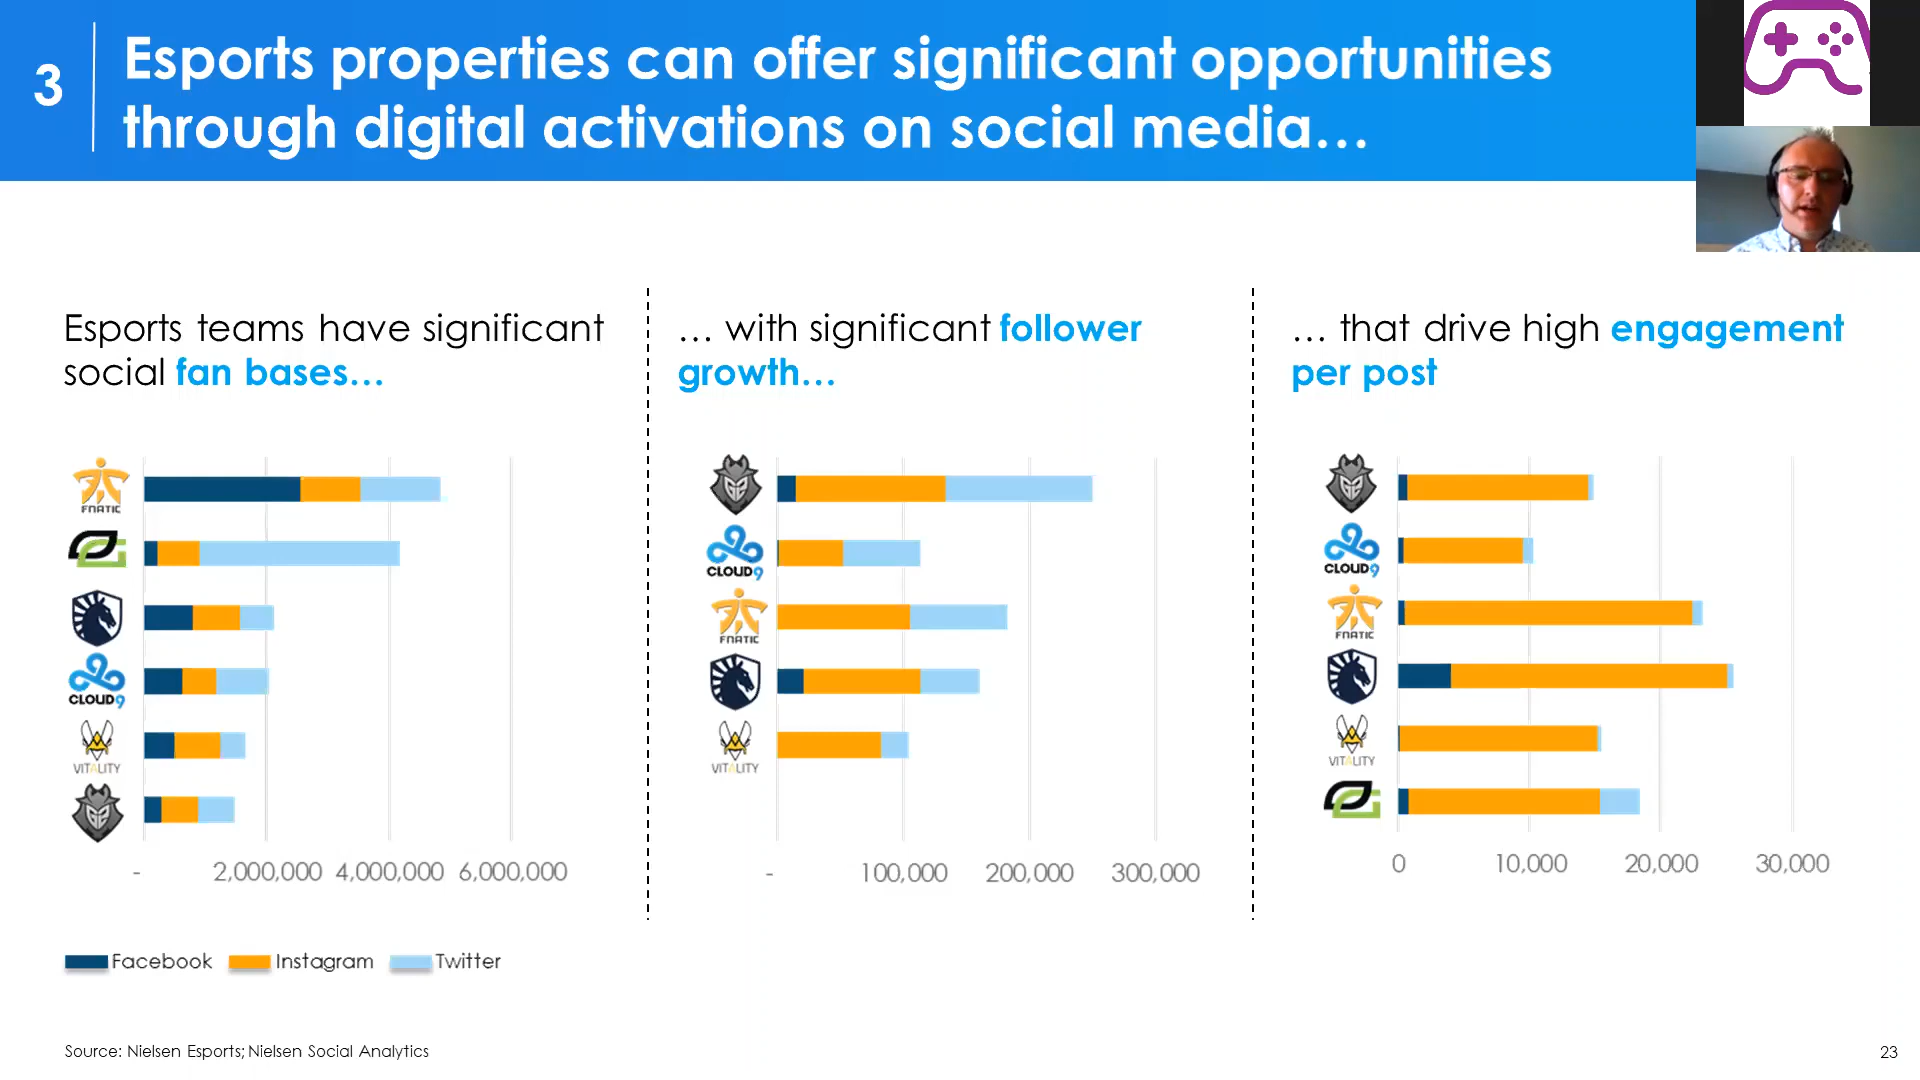 3
Esports properties can offer significant opportunities
through digital activations on social media…
Esports teams have significant
social fan bases…
… with significant follower
growth…
… that drive high engagement
per post
FNATIC
CLOUD9
VITALITY
- 2,000,000 4,000,000 6,000,000
CLOUD9
FNATIC
VITALITY
- 100,000 200,000 300,000
CLOUD9
FNATIC
VITALITY
0 10,000 20,000 30,000
Facebook Instagram Twitter
Source: Nielsen Esports; Nielsen Social Analytics
23